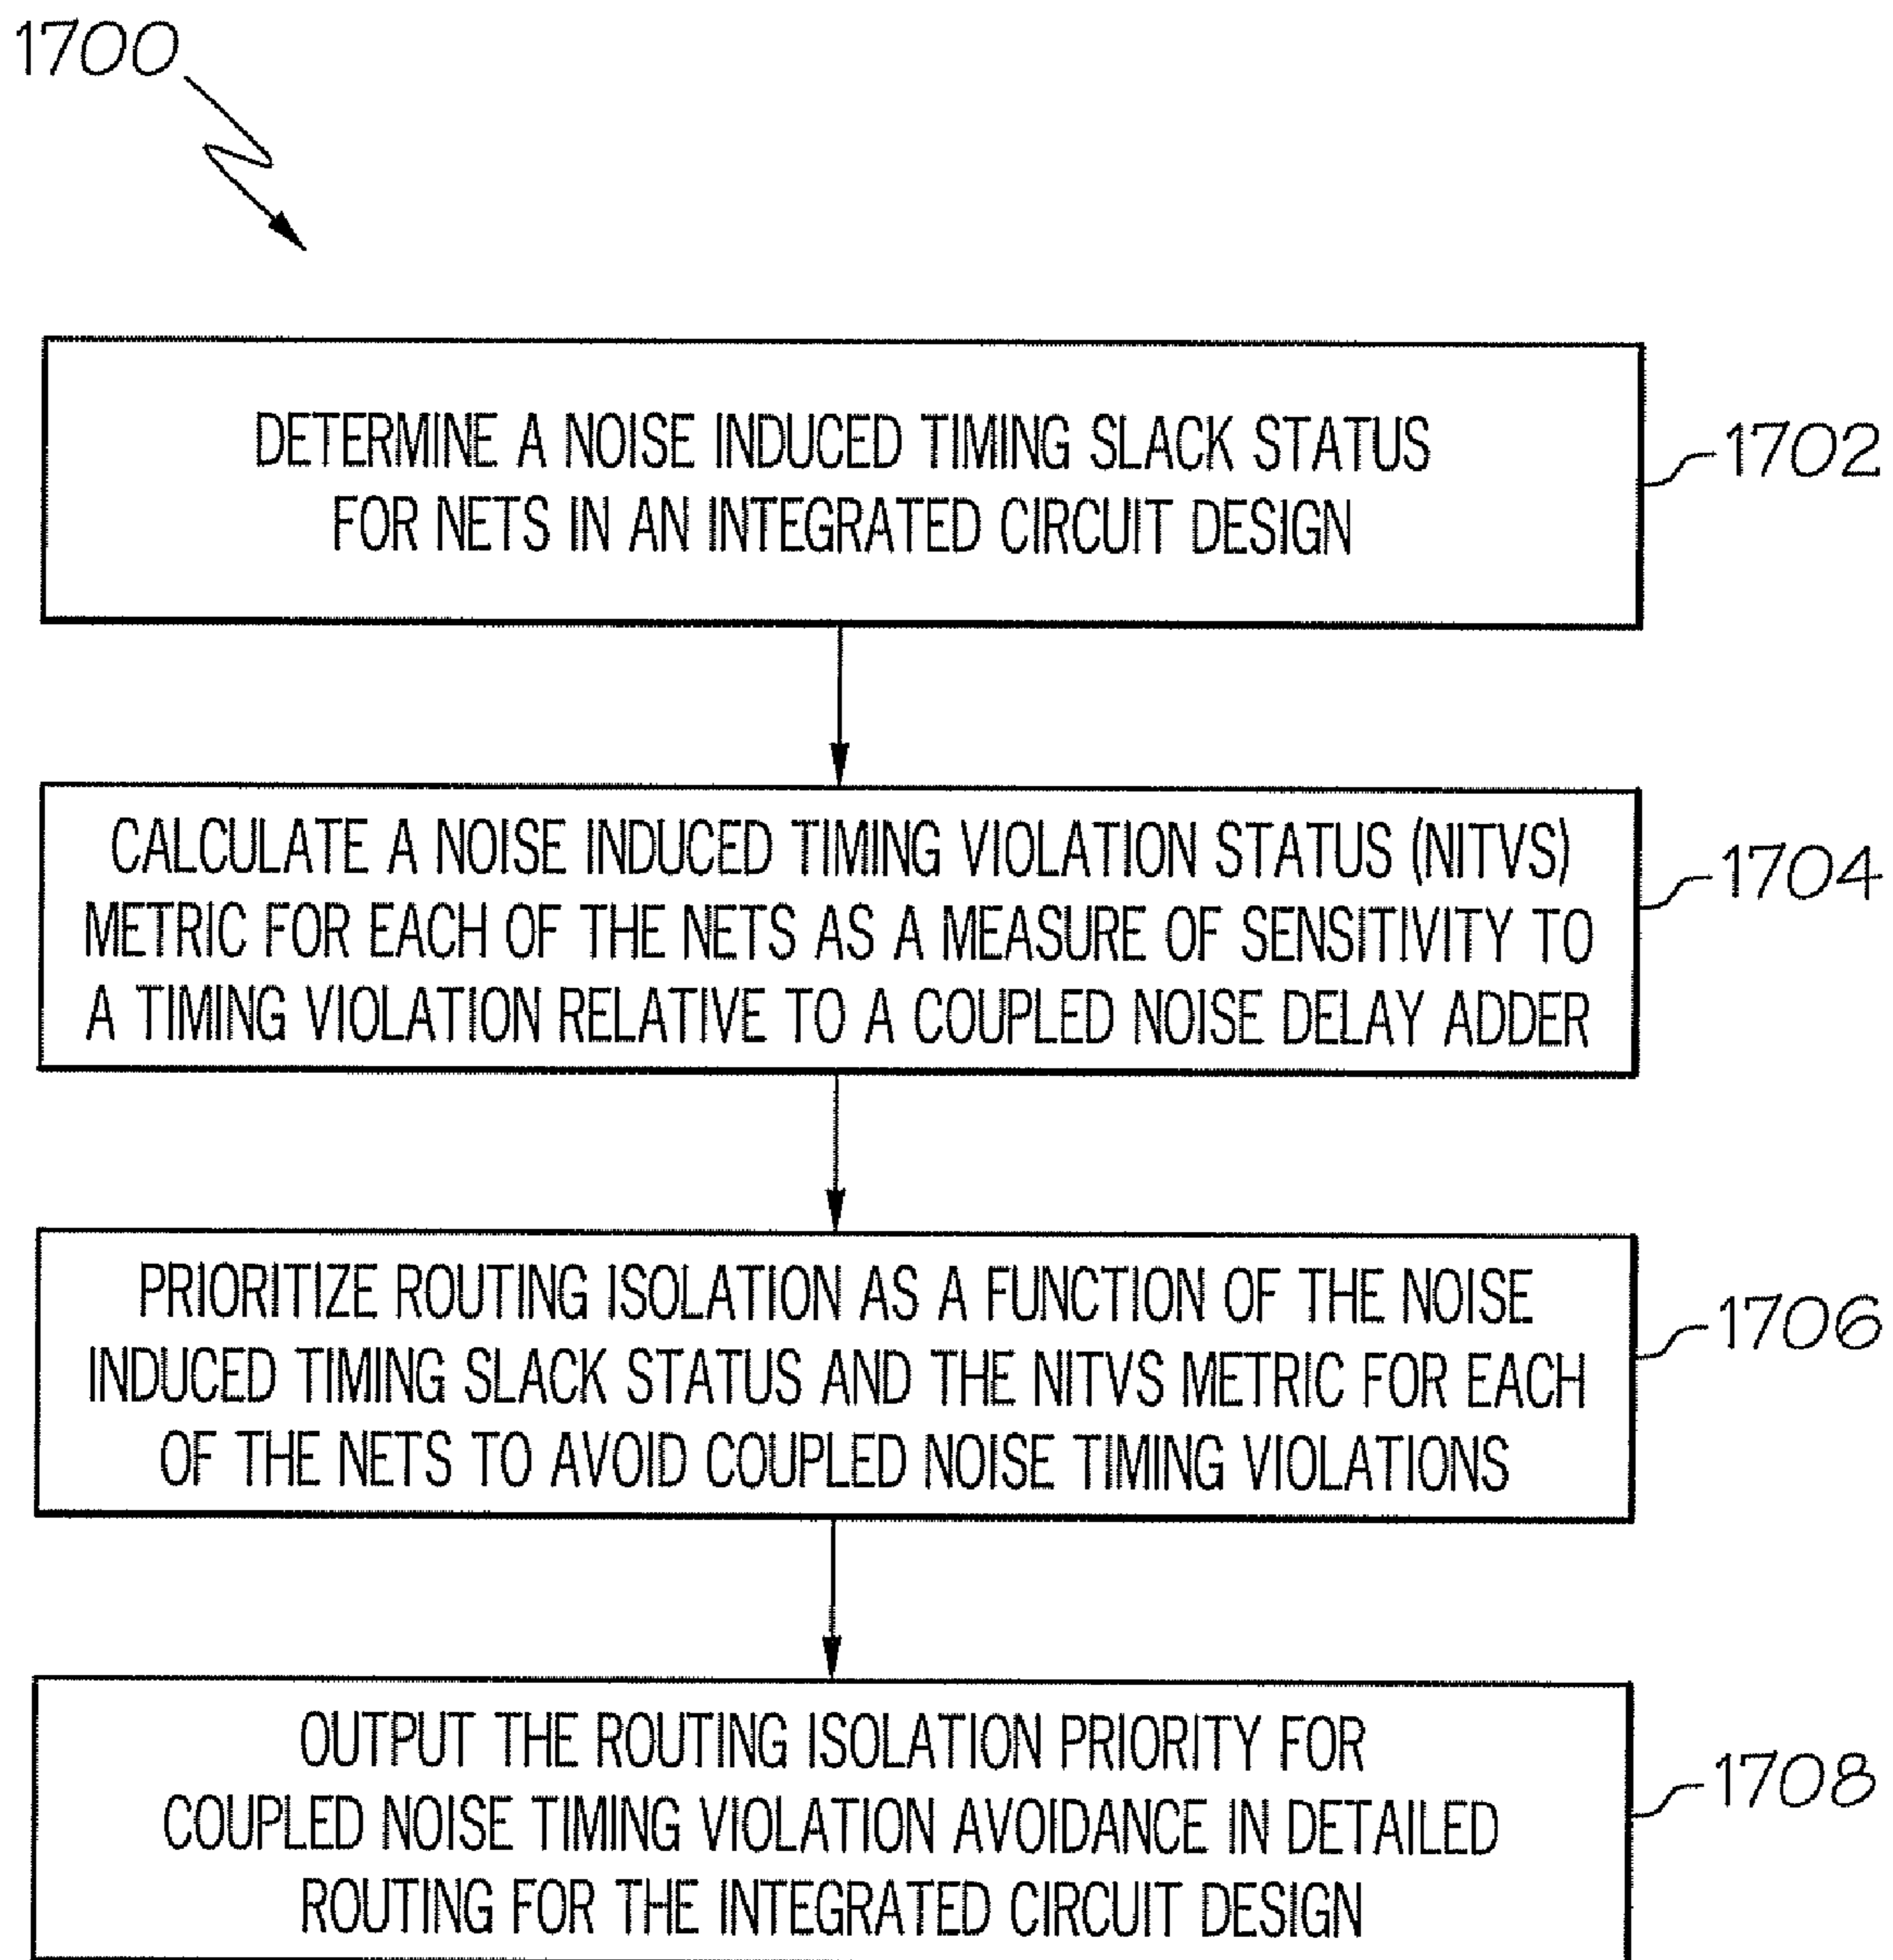 1700
DETERMINE A NOISE INDUCED TIMING SLACK STATUS
FOR NETS IN AN INTEGRATED CIRCUIT DESIGN
1702
CALCULATE A NOISE INDUCED TIMING VIOLATION STATUS (NITVS)
METRIC FOR EACH OF THE NETS AS A MEASURE OF SENSITIVITY TO
A TIMING VIOLATION RELATIVE TO A COUPLED NOISE DELAY ADDER
1704
PRIORITIZE ROUTING ISOLATION AS A FUNCTION OF THE NOISE
INDUCED TIMING SLACK STATUS AND THE NITVS METRIC FOR EACH
OF THE NETS TO AVOID COUPLED NOISE TIMING VIOLATIONS
1706
OUTPUT THE ROUTING ISOLATION PRIORITY FOR
COUPLED NOISE TIMING VIOLATION AVOIDANCE IN DETAILED
ROUTING FOR THE INTEGRATED CIRCUIT DESIGN
1708